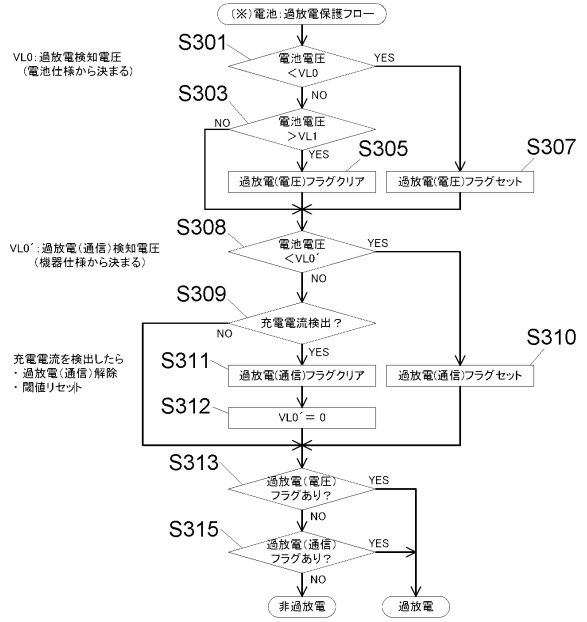 (※)電池:過放電保護フロー
VL0:過放電検知電圧
(電池仕様から決まる)
S301
電池電圧
<VL0
YES
NO
S303
電池電圧
>VL1
NO
YES
S305
過放電(電圧)フラグクリア
S307
過放電(電圧)フラグセット
S308
VL0´:過放電(通信)検知電圧
(機器仕様から決まる)
電池電圧
<VL0´
YES
NO
S309
充電電流検出?
NO
YES
充電電流を検出したら
・過放電(通信)解除
・閾値リセット
S311
過放電(通信)フラグクリア
S310
過放電(通信)フラグセット
S312
VL0´= 0
S313
過放電(電圧)
フラグあり?
YES
NO
S315
過放電(通信)
フラグあり?
YES
NO
非過放電
過放電